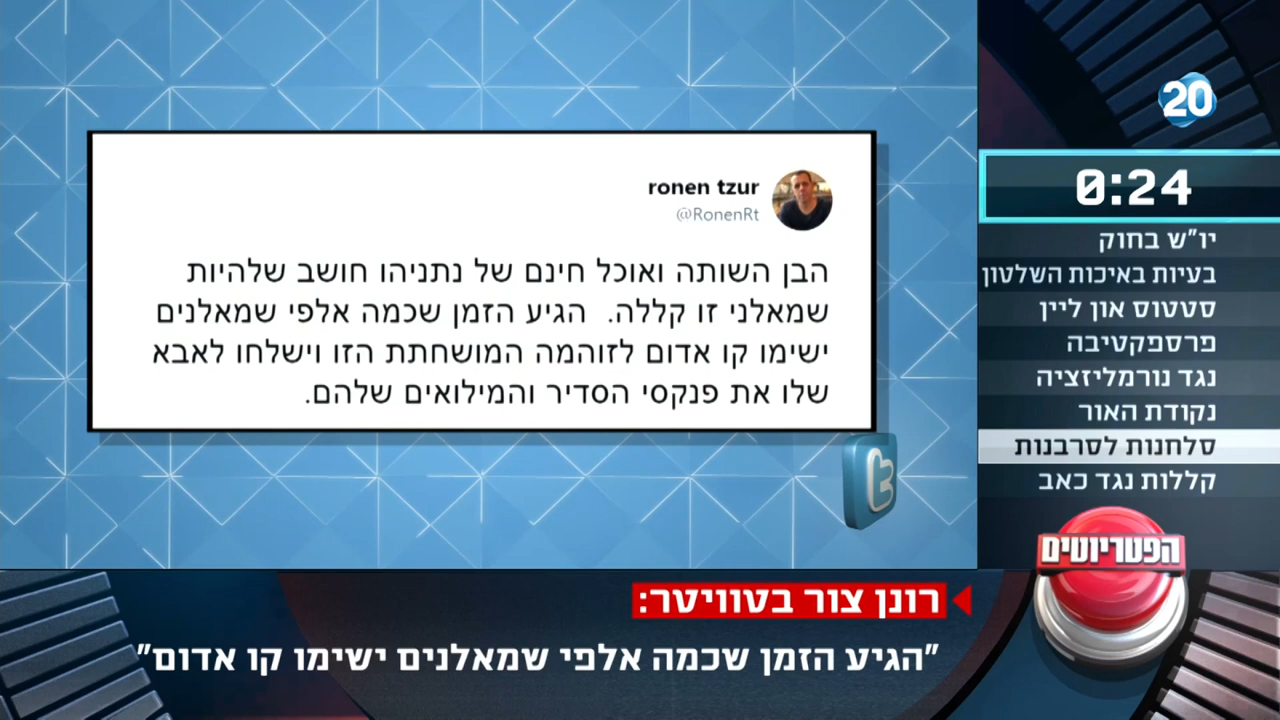 20
0:24
יו"ש בחוק
בעיות באיכות השלטון
סטטוס און ליין
פרספקטיבה
נגד נורמליזציה
נקודת האור
סלחנות לסרבנות
קללות נגד כאב
הפטריוטים
ronen tzur
@RonenRt
הבן השותה ואוכל חינם של נתניהו חושב שלהיות
שמאלני זו קללה. הגיע הזמן שכמה אלפי שמאלנים
ישימו קו אדום לזוהמה המושחתת הזו וישלחו לאבא
שלו את פנקסי הסדיר והמילואים שלהם.
רונן צור בטוויטר:
"הגיע הזמן שכמה אלפי שמאלנים ישימו קו אדום"